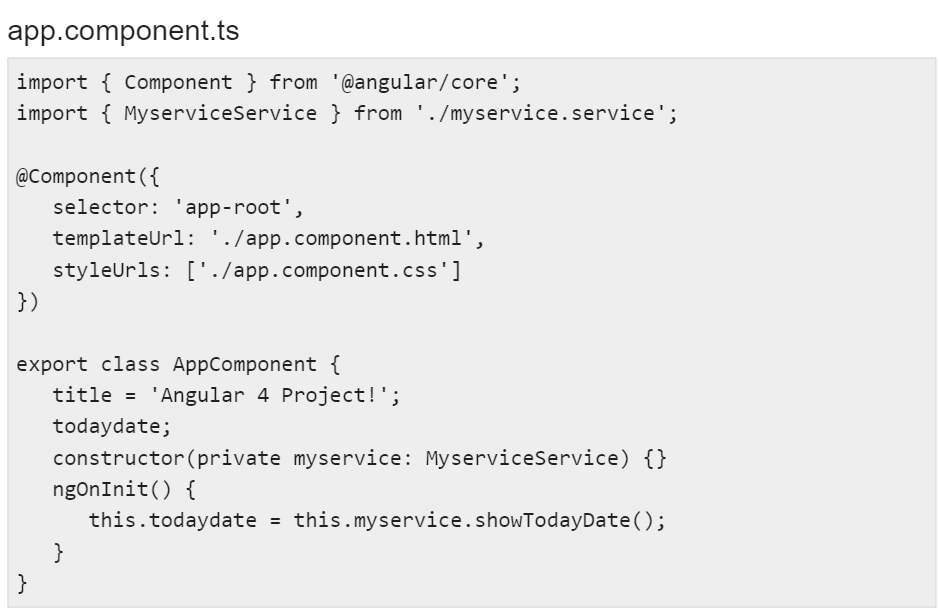 app.component.ts
import { Component } from '@angular/core';
import { MyserviceService } from './myservice.service';
@Component({
   selector: 'app-root',
   templateUrl: './app.component.html',
   styleUrls: ['./app.component.css']
})
export class AppComponent {
   title = 'Angular 4 Project!';
   todaydate;
   constructor(private myservice: MyserviceService) {}
   ngOnInit() {
      this.todaydate = this.myservice.showTodayDate();
   }
}